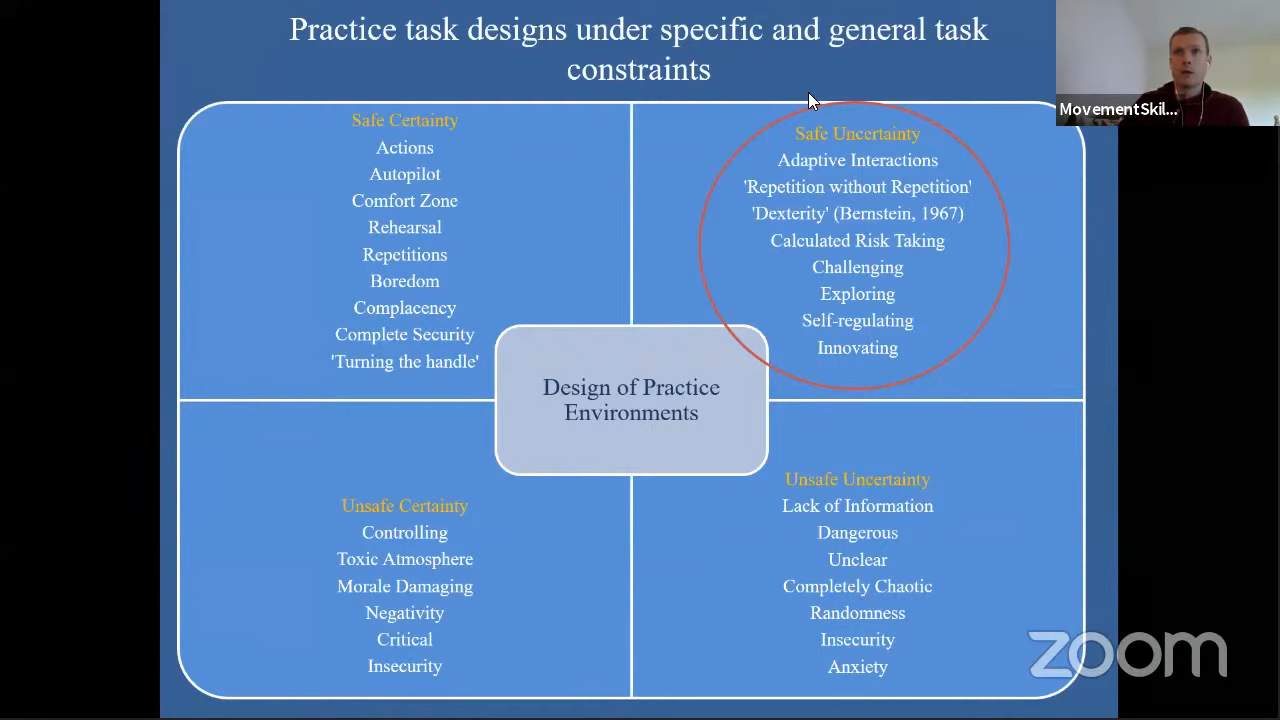 Practice task designs under specific and general task
constraints
MovementSkil...
Safe Certainty
Actions
Autopilot
Comfort Zone
Rehearsal
Repetitions
Boredom
Complacency
Complete Security
'Turning the handle'
Safe Uncertainty
Adaptive Interactions
'Repetition without Repetition'
'Dexterity' (Bernstein, 1967)
Calculated Risk Taking
Challenging
Exploring
Self-regulating
Innovating
Design of Practice
Environments
Unsafe Certainty
Controlling
Toxic Atmosphere
Morale Damaging
Negativity
Critical
Insecurity
Unsafe Uncertainty
Lack of Information
Dangerous
Unclear
Completely Chaotic
Randomness
Insecurity
Anxiety
zoom